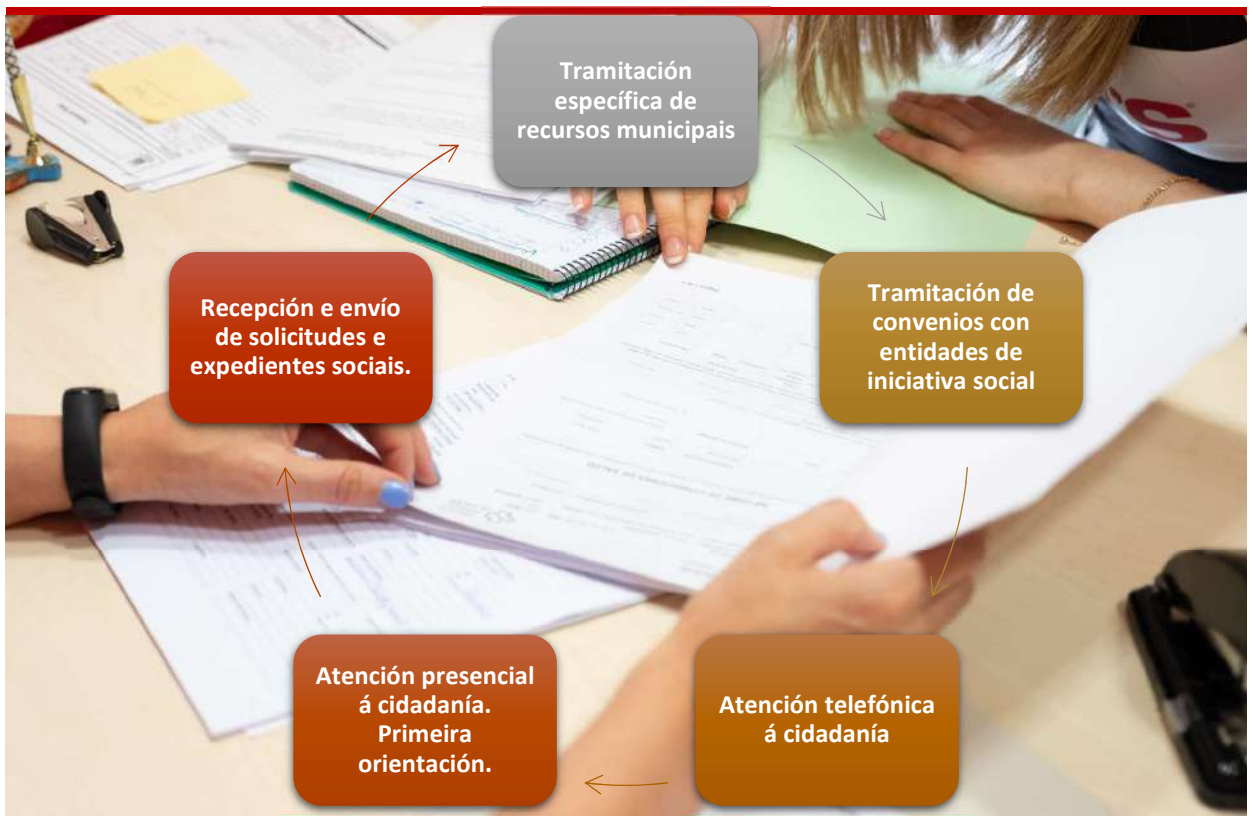 Tramitación
específica de
recursos municipais
Tramitación de
convenios con
entidades de
iniciativa social
Atención telefónica
á cidadanía
Atención presencial
á cidadanía.
Primeira
orientación.
Recepción e envío
de solicitudes e
expedientes sociais.